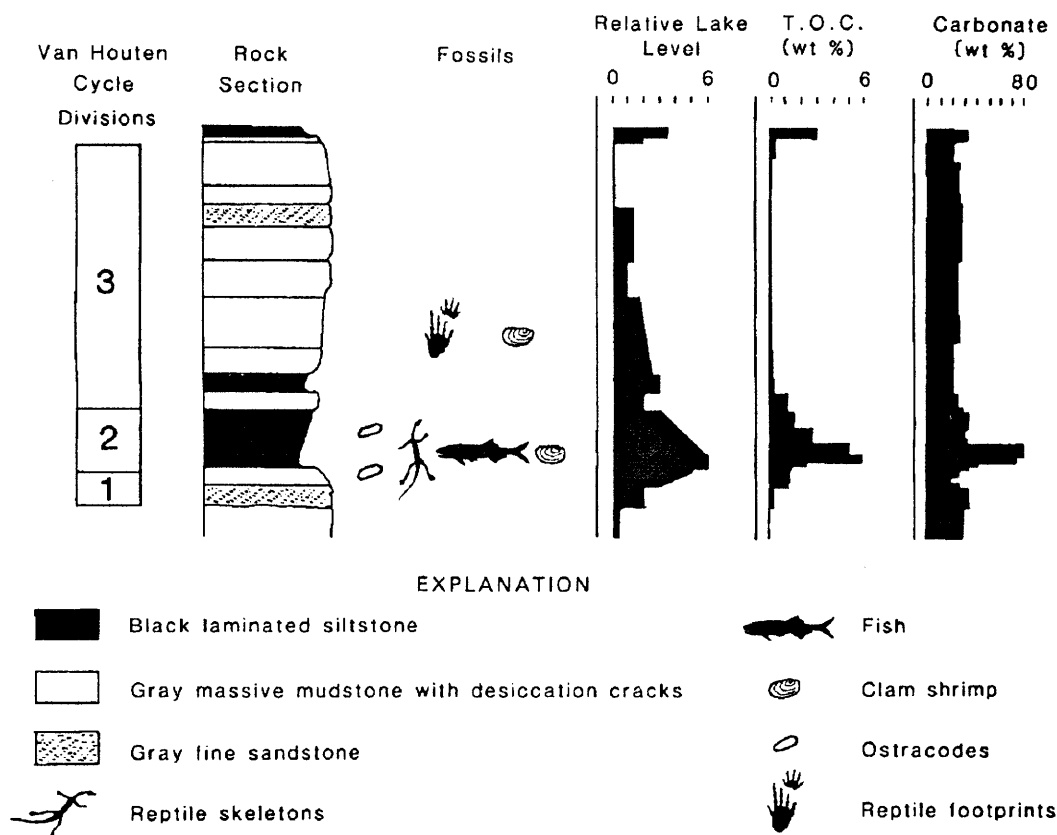 Van Houten
Cycle
Divisions
Rock
Section
Fossils
Relative Lake
Level
0 6
T.O.C.
(wt %)
0 6
Carbonate
(wt %)
0 80
3
2
1
EXPLANATION
Black laminated siltstone
Gray massive mudstone with desiccation cracks
Gray fine sandstone
Reptile skeletons
Fish
Clam shrimp
Ostracodes
Reptile footprints